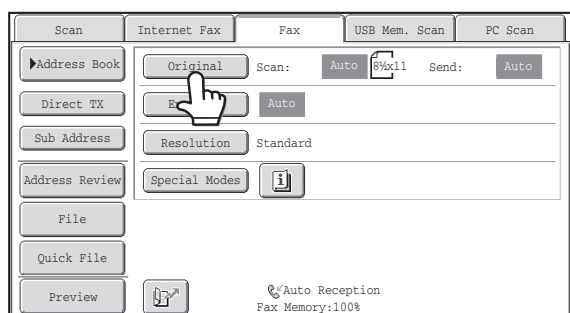 Scan Internet Fax Fax USB Mem. Scan PC Scan
Address Book Original Scan: Auto 8½x11 Send: Auto
Direct TX Auto
Sub Address Resolution Standard
Address Review Special Modes i
File
Quick File
Preview Auto Reception
Fax Memory:100%